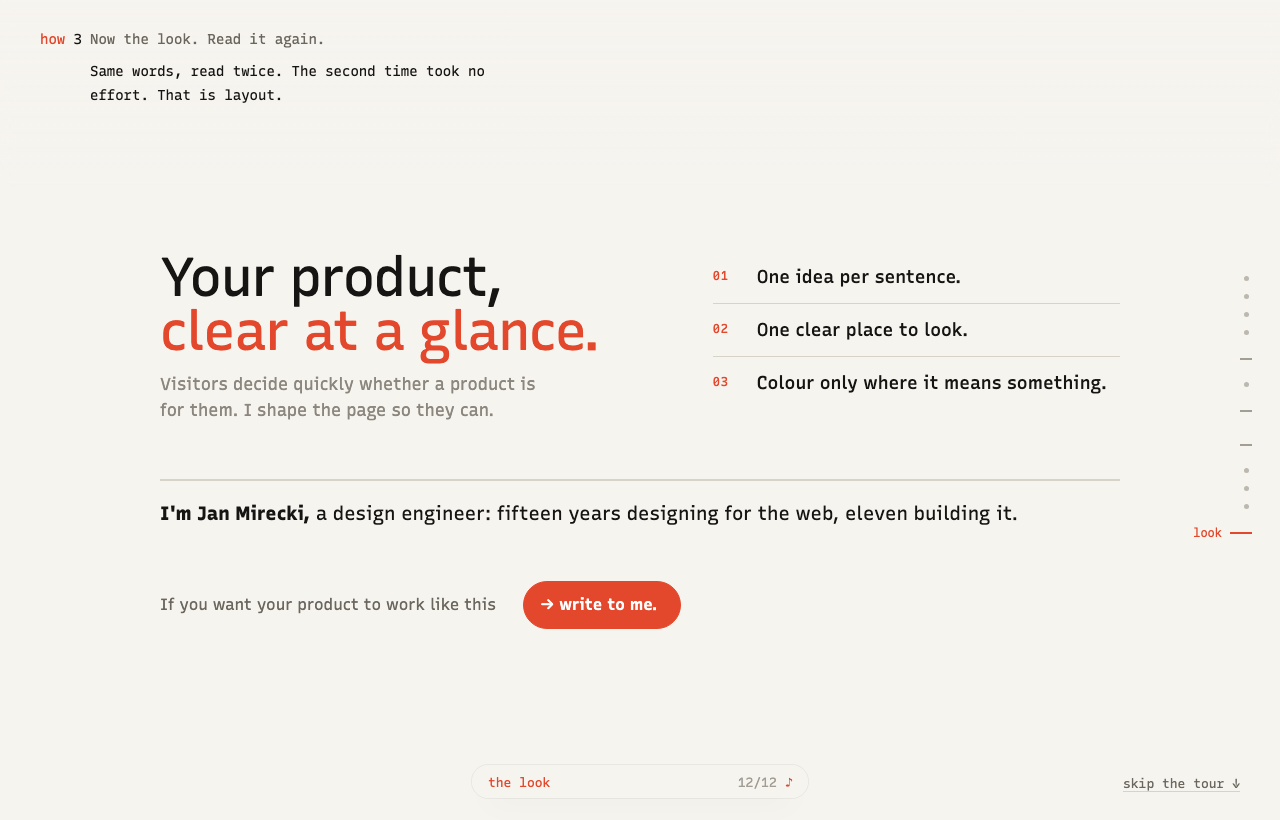 how 3 Now the look. Read it again.
Same words, read twice. The second time took no
effort. That is layout.
Your product,
clear at a glance.
Visitors decide quickly whether a product is
for them. I shape the page so they can.
01 One idea per sentence.
02 One clear place to look.
03 Colour only where it means something.
I'm Jan Mirecki, a design engineer: fifteen years designing for the web, eleven building it.
look
If you want your product to work like this
→ write to me.
the look 12/12 ♪
skip the tour ↓